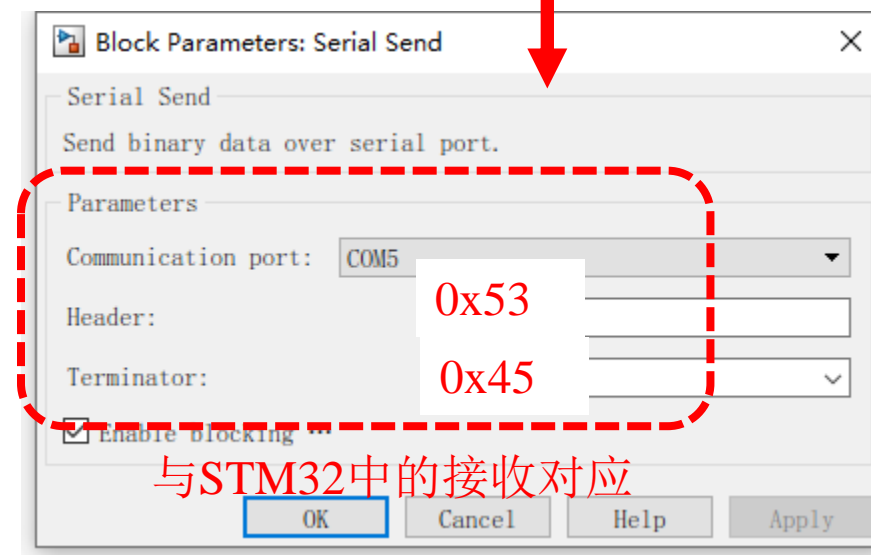 Block Parameters: Serial Send
Serial Send
Send binary data over serial port.
Parameters
Communication port: COM5
Header: 0x53
Terminator: 0x45
Enable blocking ...
与STM32中的接收对应
OK Cancel Help Apply